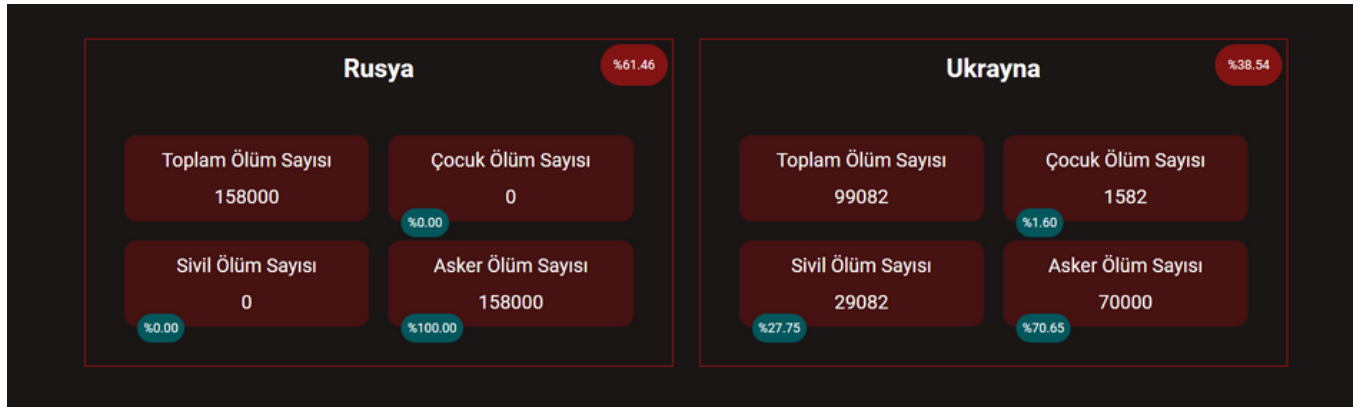 Rusya
%61.46
Toplam Ölüm Sayısı
158000
Çocuk Ölüm Sayısı
0
%0.00
Sivil Ölüm Sayısı
0
%0.00
Asker Ölüm Sayısı
158000
%100.00
Ukrayna
%38.54
Toplam Ölüm Sayısı
99082
Çocuk Ölüm Sayısı
1582
%1.60
Sivil Ölüm Sayısı
29082
%27.75
Asker Ölüm Sayısı
70000
%70.65